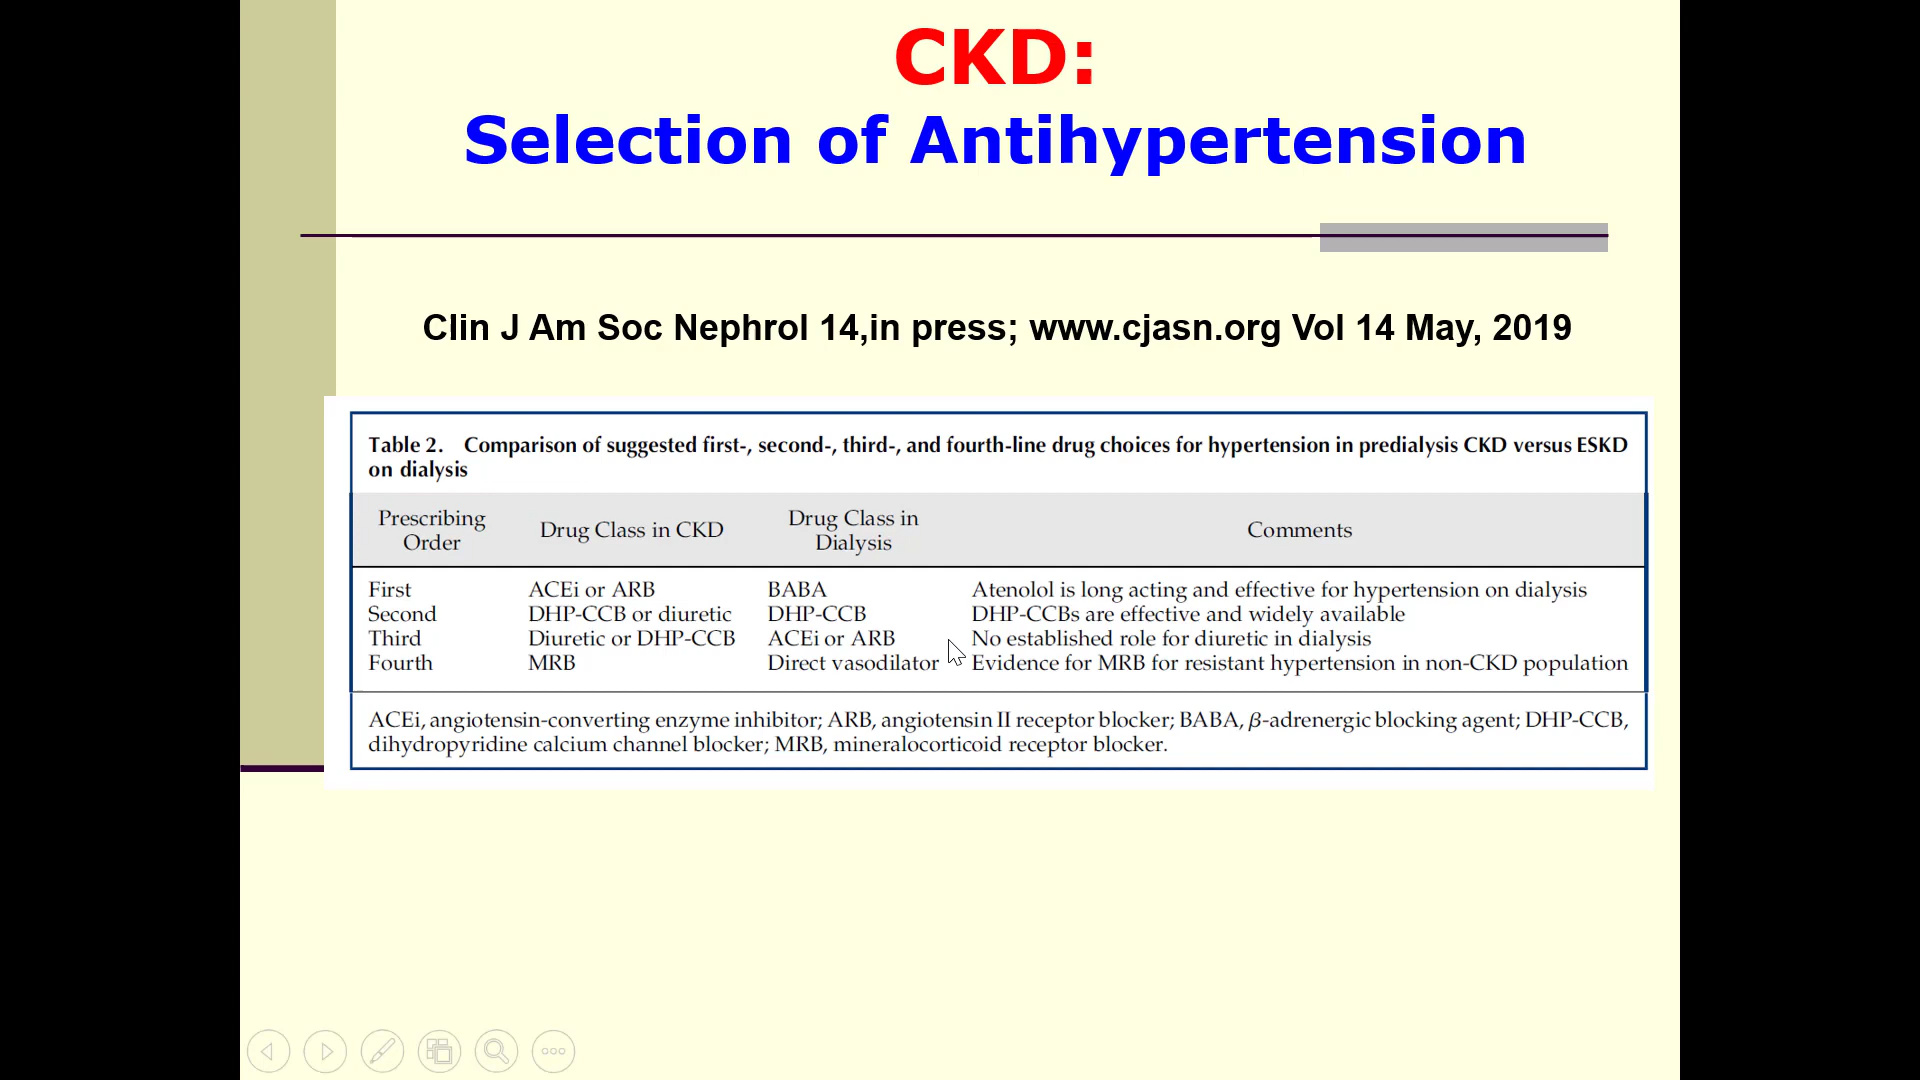 CKD:
Selection of Antihypertension
Clin J Am Soc Nephrol 14,in press; www.cjasn.org Vol 14 May, 2019
Table 2. Comparison of suggested first-, second-, third-, and fourth-line drug choices for hypertension in predialysis CKD versus ESKD
on dialysis
Prescribing Order Drug Class in CKD Drug Class in Dialysis Comments
First ACEi or ARB BABA Atenolol is long acting and effective for hypertension on dialysis
Second DHP-CCB or diuretic DHP-CCB DHP-CCBs are effective and widely available
Third Diuretic or DHP-CCB ACEi or ARB No established role for diuretic in dialysis
Fourth MRB Direct vasodilator Evidence for MRB for resistant hypertension in non-CKD population
ACEi, angiotensin-converting enzyme inhibitor; ARB, angiotensin II receptor blocker; BABA, β-adrenergic blocking agent; DHP-CCB,
dihydropyridine calcium channel blocker; MRB, mineralocorticoid receptor blocker.